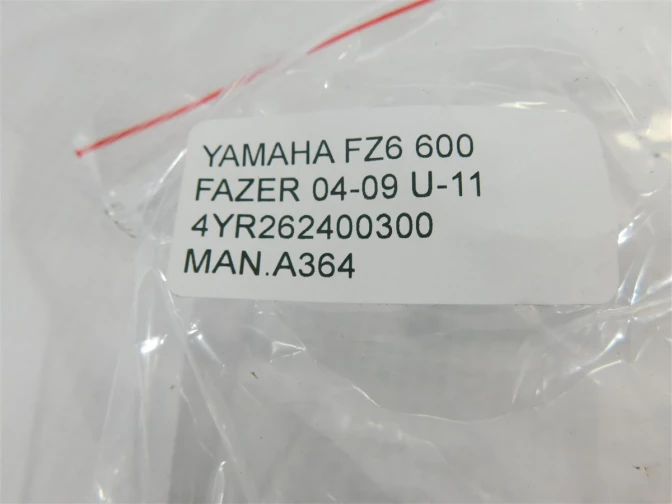 YAMAHA FZ6 600
FAZER 04-09 U-11
4YR262400300
MAN.A364